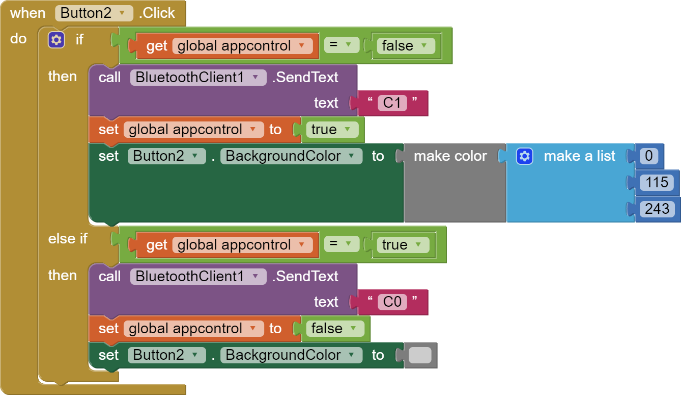 when Button2 .Click
do if get global appcontrol = false
then call BluetoothClient1 .SendText
text “ C1 ”
set global appcontrol to true
set Button2 . BackgroundColor to make color make a list 0
115
243
else if get global appcontrol = true
then call BluetoothClient1 .SendText
text “ C0 ”
set global appcontrol to false
set Button2 . BackgroundColor to